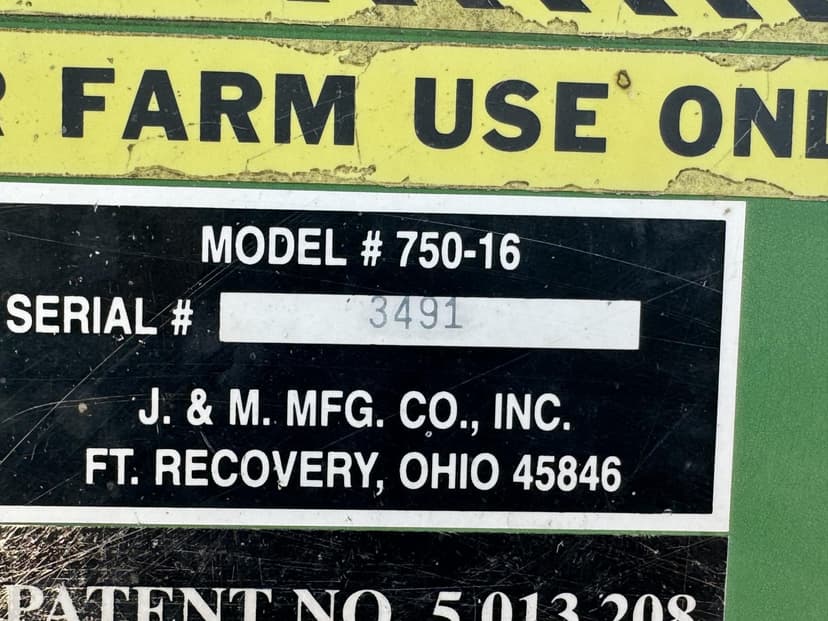 FARM USE
MODEL # 750-16
SERIAL # 3491
J. & M. MFG. CO., INC.
FT. RECOVERY, OHIO 45846
PATENT NO. 5,013,208